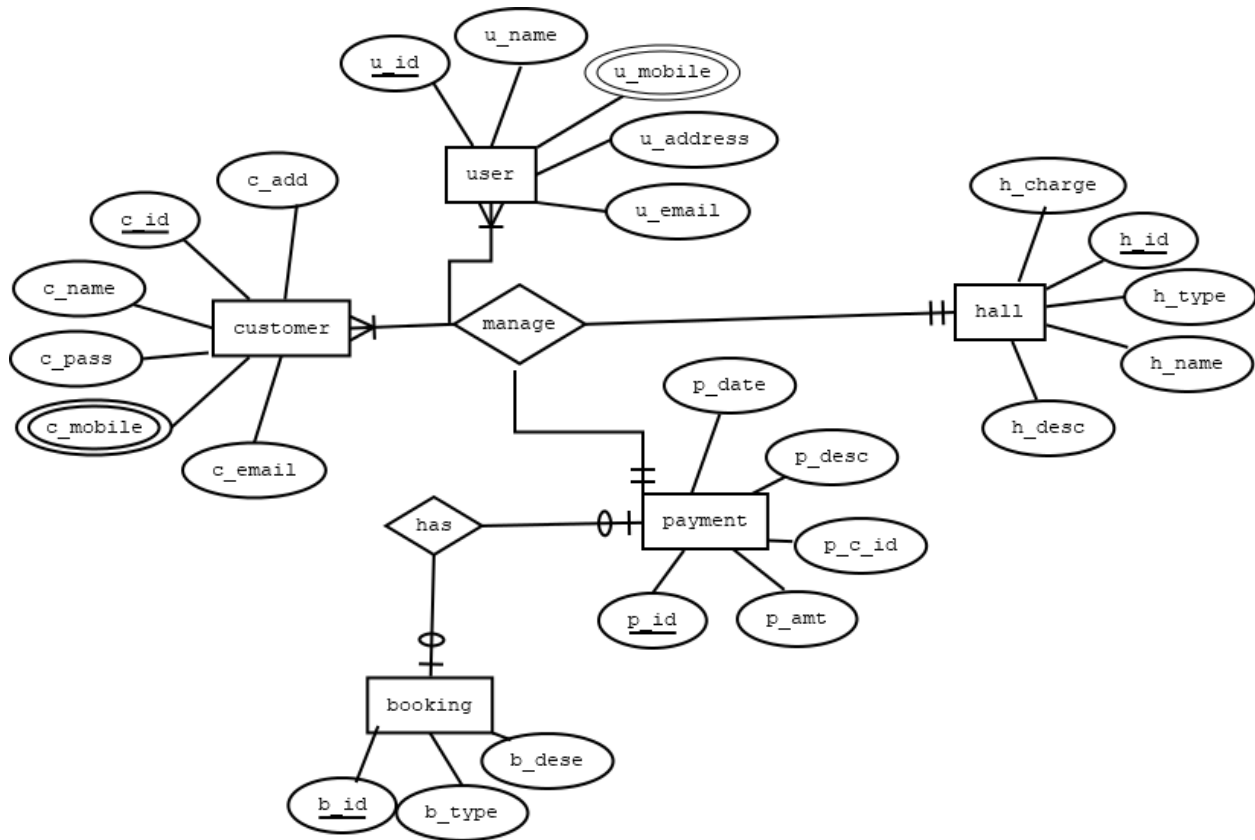 u_name
u_id
u_mobile
u_address
user
u_email
c_add
c_id
c_name
customer
c_pass
c_mobile
c_email
manage
h_charge
h_id
hall
h_type
h_name
h_desc
p_date
p_desc
has
payment
p_c_id
p_id
p_amt
booking
b_dese
b_id
b_type